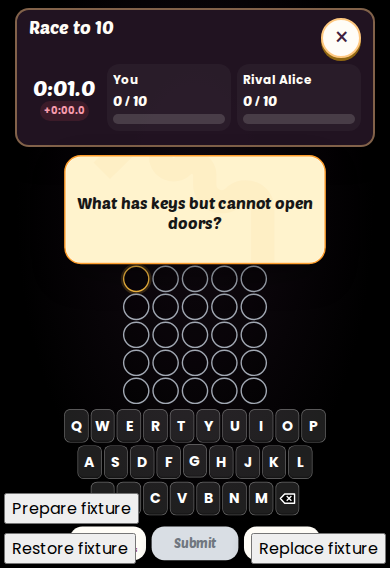 Race to 10
×
0:01.0
+0:00.0
You
0 / 10
Rival Alice
0 / 10
What has keys but cannot open
doors?
Q W E R T Y U I O P
A S D F G H J K L
C V B N M
Prepare fixture
Restore fixture
Submit
Replace fixture